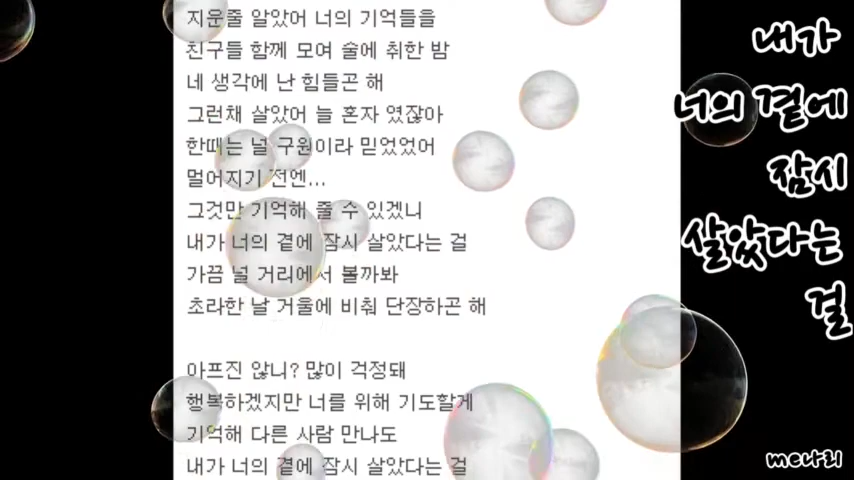 지운줄 알았어 너의 기억들을
친구들 함께 모여 술에 취한 밤
네 생각에 난 힘들곤 해
그런채 살았어 늘 혼자 였잖아
한때는 널 구원이라 믿었었어
멀어지기 전엔...
그것만 기억해 줄 수 있겠니
내가 너의 곁에 잠시 살았다는 걸
가끔 널 거리에서 볼까봐
초라한 날 거울에 비춰 단장하곤 해
아프진 않니? 많이 걱정돼
행복하겠지만 너를 위해 기도할게
기억해 다른 사람 만나도
내가 너의 곁에 잠시 살았다는 걸
내가
너의 곁에
잠시
살았다는
걸
me나리